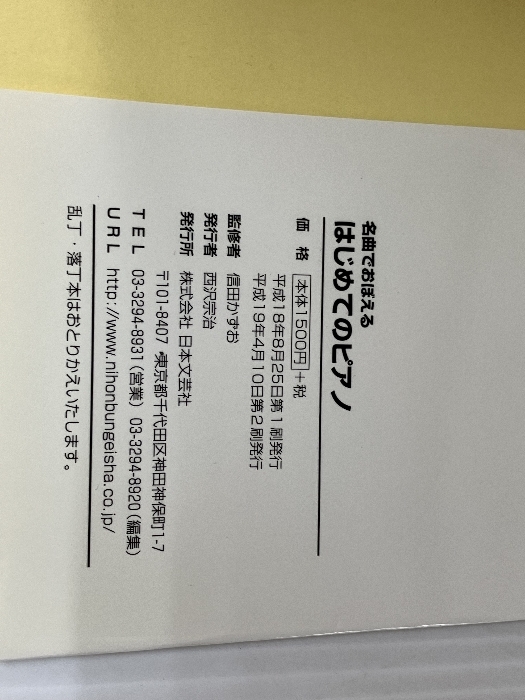 名曲でおぼえる
はじめてのピアノ
価 格 本体1500円+税
平成18年8月25日第1刷発行
平成19年4月10日第2刷発行
監修者 信田かずお
発行者 西沢宗治
発行所 株式会社 日本文芸社
〒101-8407 東京都千代田区神田神保町1-7
TEL 03-3294-8931(営業) 03-3294-8920(編集)
URL http://www.nihonbungeisha.co.jp/
乱丁・落丁本はおとりかえいたします。